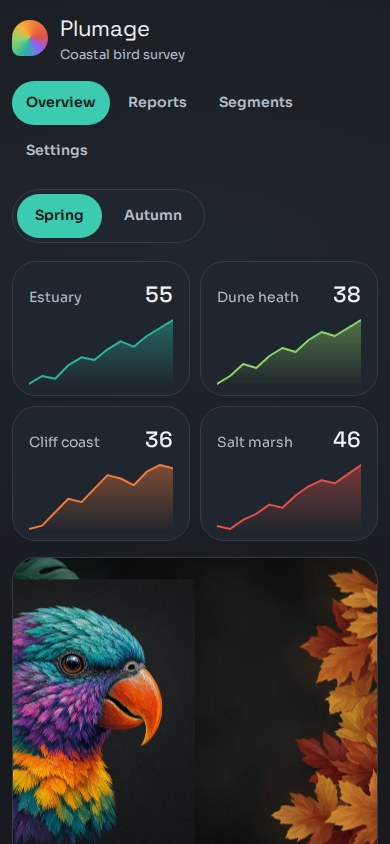 Plumage
Coastal bird survey
Overview Reports Segments
Settings
Spring Autumn
Estuary 55
Dune heath 38
Cliff coast 36
Salt marsh 46